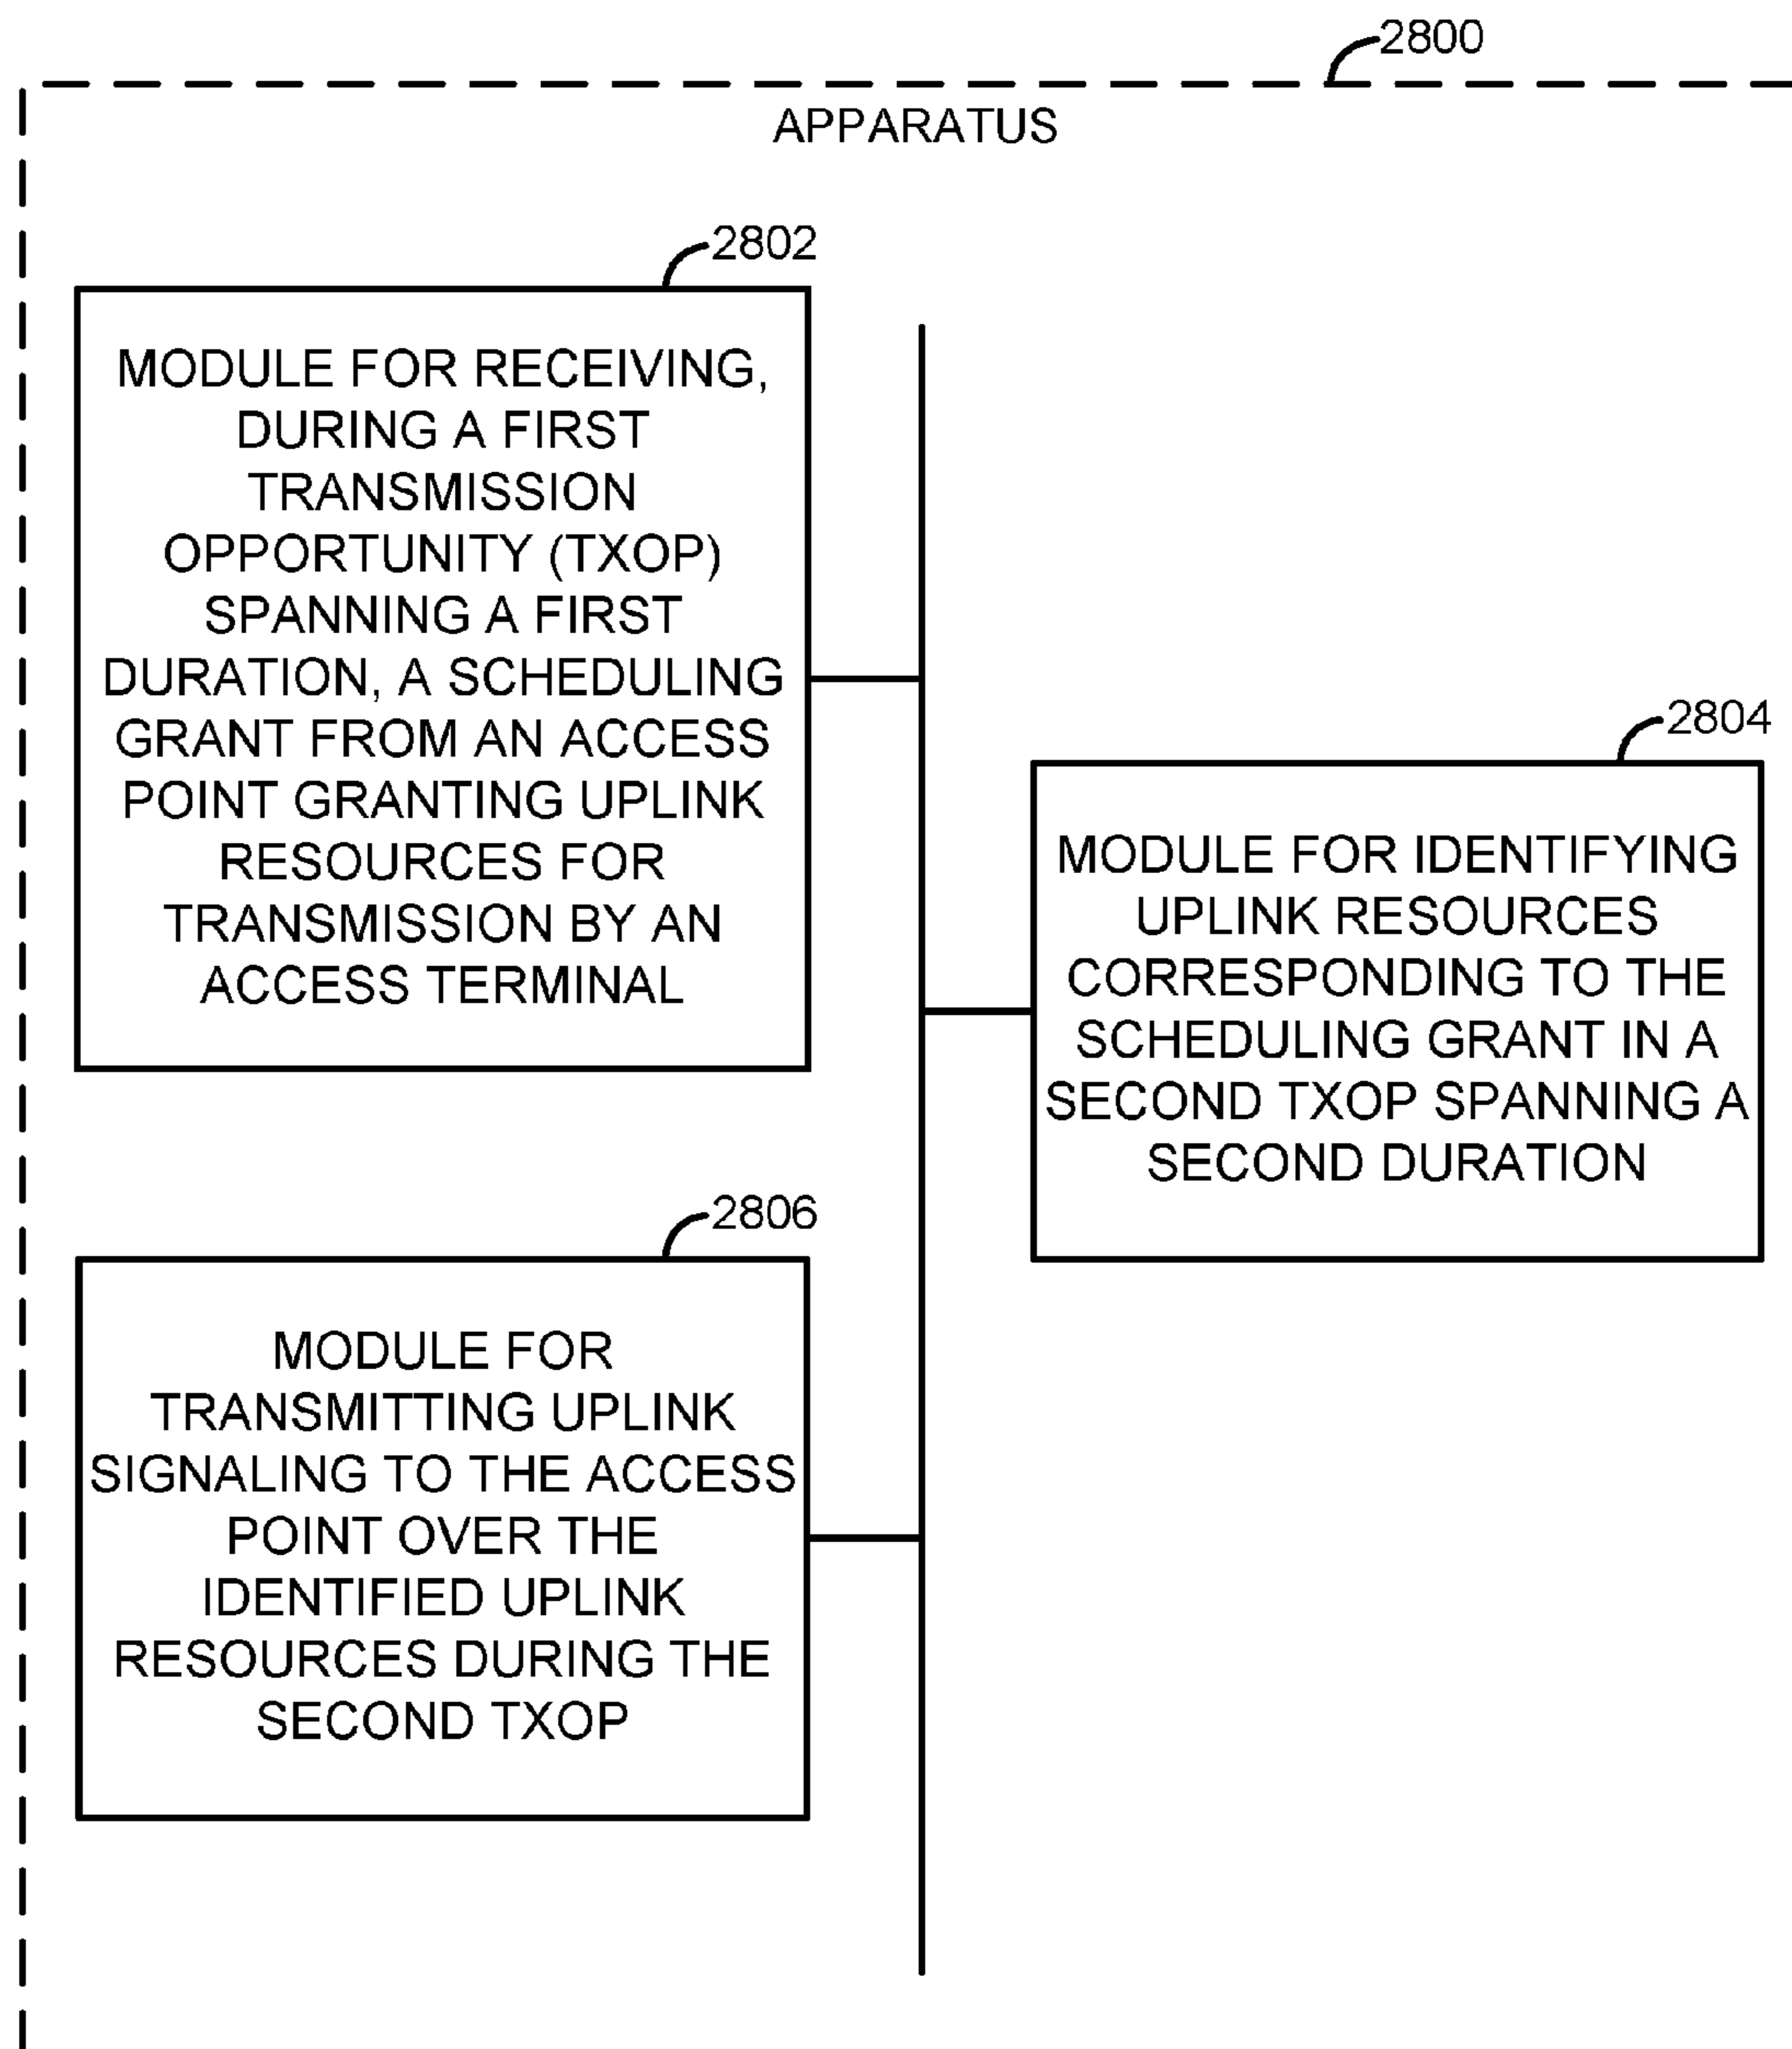 2800
APPARATUS
2802
MODULE FOR RECEIVING,
DURING A FIRST
TRANSMISSION
OPPORTUNITY (TXOP)
SPANNING A FIRST
DURATION, A SCHEDULING
GRANT FROM AN ACCESS
POINT GRANTING UPLINK
RESOURCES FOR
TRANSMISSION BY AN
ACCESS TERMINAL
2804
MODULE FOR IDENTIFYING
UPLINK RESOURCES
CORRESPONDING TO THE
SCHEDULING GRANT IN A
SECOND TXOP SPANNING A
SECOND DURATION
2806
MODULE FOR
TRANSMITTING UPLINK
SIGNALING TO THE ACCESS
POINT OVER THE
IDENTIFIED UPLINK
RESOURCES DURING THE
SECOND TXOP